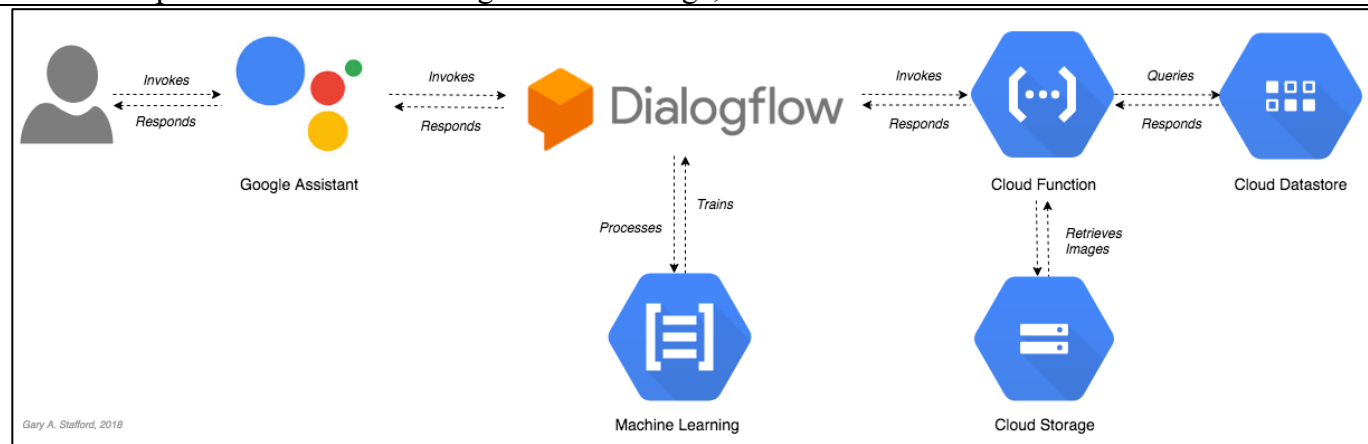 Invokes
Responds
Google Assistant
Invokes
Responds
Dialogflow
Processes
Trains
Machine Learning
Invokes
Responds
Cloud Function
Queries
Responds
Cloud Datastore
Retrieves
Images
Cloud Storage
Gary A. Stafford, 2018